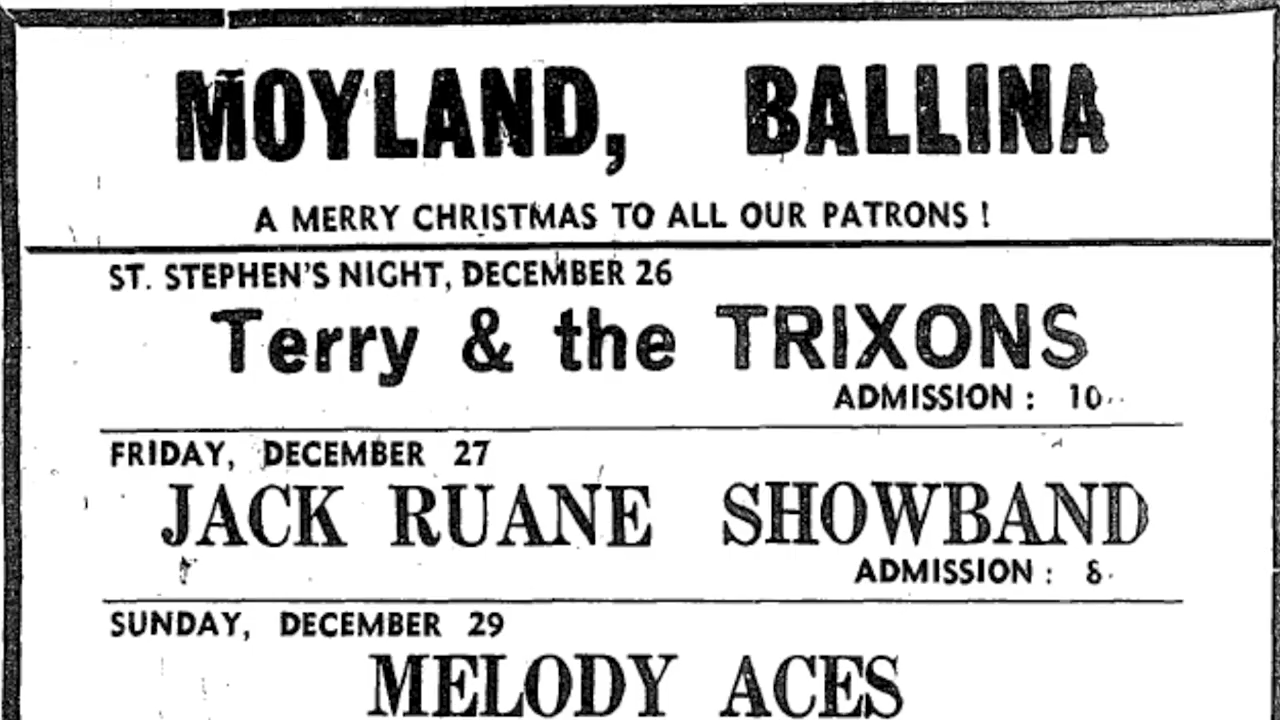 MOYLAND, BALLINA
A MERRY CHRISTMAS TO ALL OUR PATRONS !
ST. STEPHEN'S NIGHT, DECEMBER 26
Terry & the TRIXONS
ADMISSION : 10
FRIDAY, DECEMBER 27
JACK RUANE SHOWBAND
ADMISSION : 8
SUNDAY, DECEMBER 29
MELODY ACES